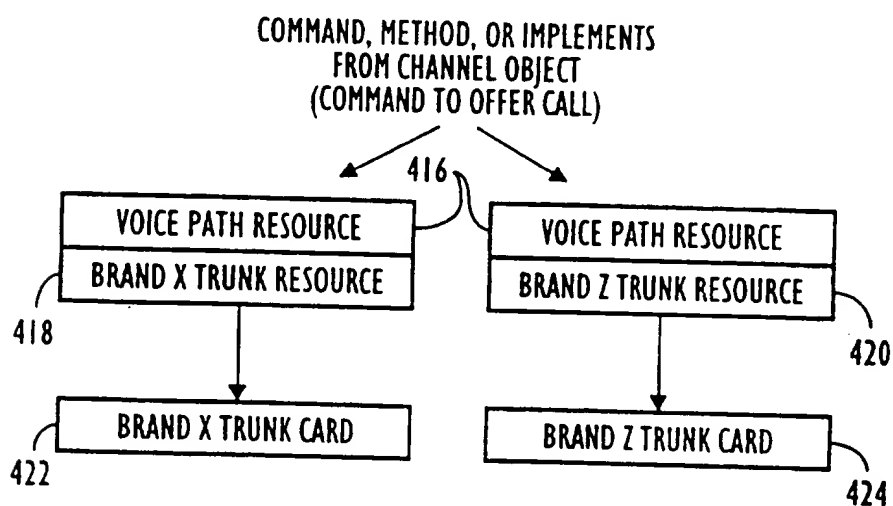 COMMAND, METHOD, OR IMPLEMENTS
FROM CHANNEL OBJECT
(COMMAND TO OFFER CALL)
416
VOICE PATH RESOURCE
BRAND X TRUNK RESOURCE
418
VOICE PATH RESOURCE
BRAND Z TRUNK RESOURCE
420
BRAND X TRUNK CARD
422
BRAND Z TRUNK CARD
424